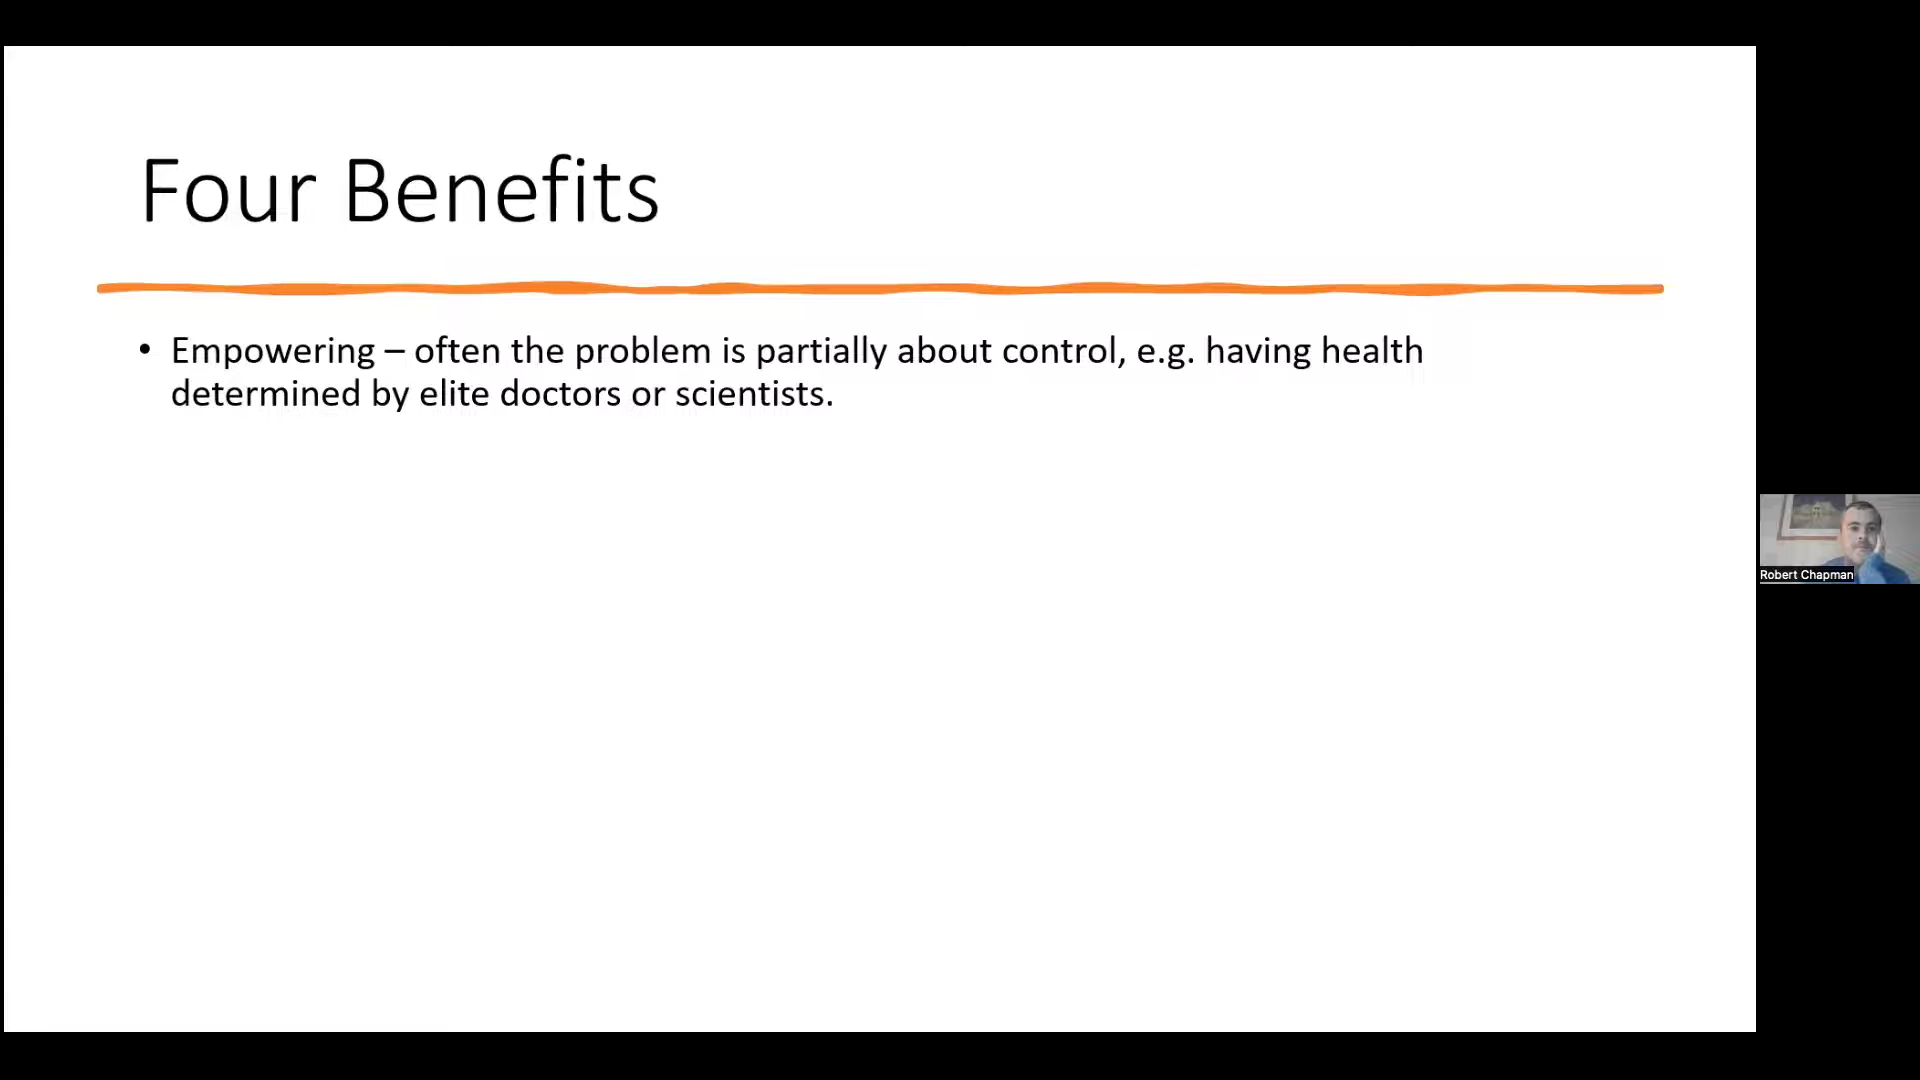 Four Benefits
• Empowering – often the problem is partially about control, e.g. having health
determined by elite doctors or scientists.
Robert Chapman